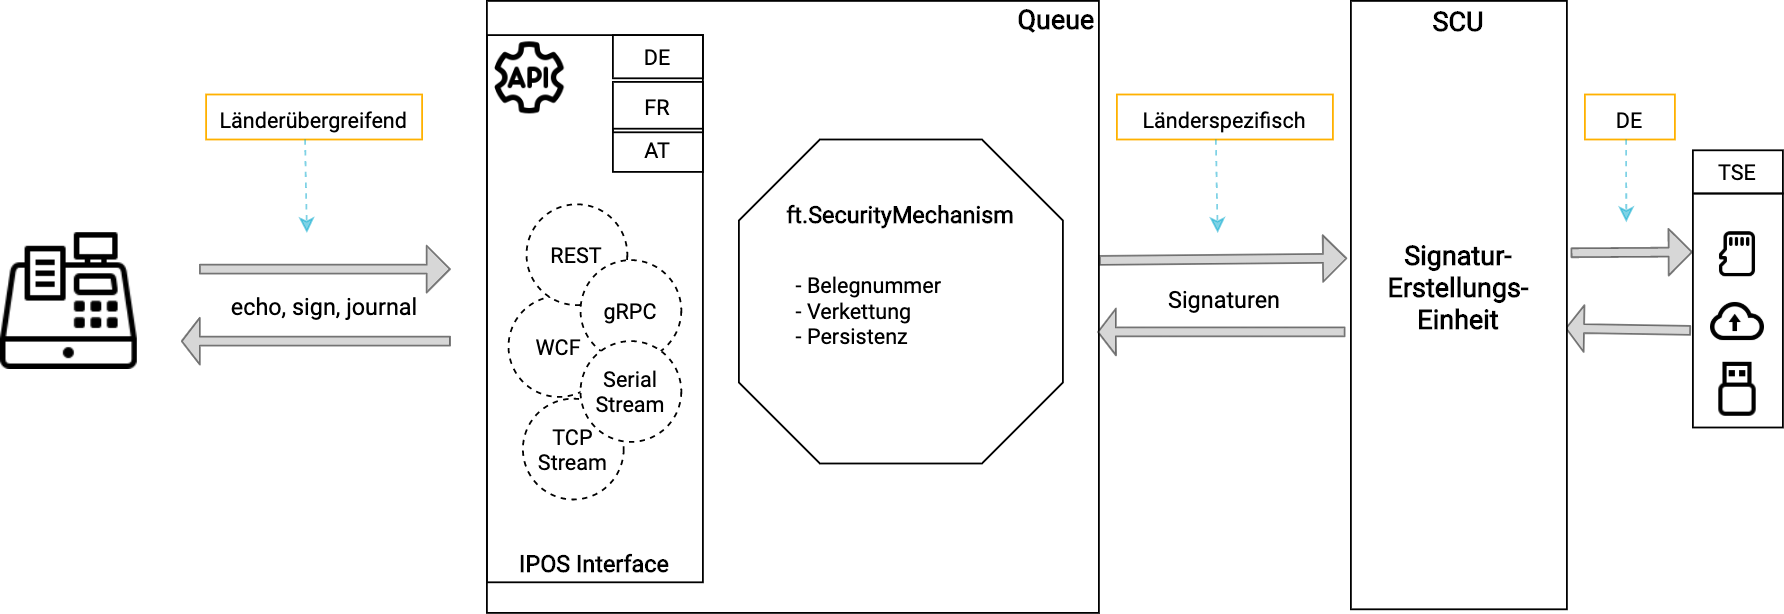 Länderübergreifend
echo, sign, journal
Queue
API
DE
FR
AT
REST
gRPC
WCF
Serial
Stream
TCP
Stream
IPOS Interface
ft.SecurityMechanism
- Belegnummer
- Verkettung
- Persistenz
Länderspezifisch
Signaturen
SCU
Signatur-
Erstellungs-
Einheit
DE
TSE